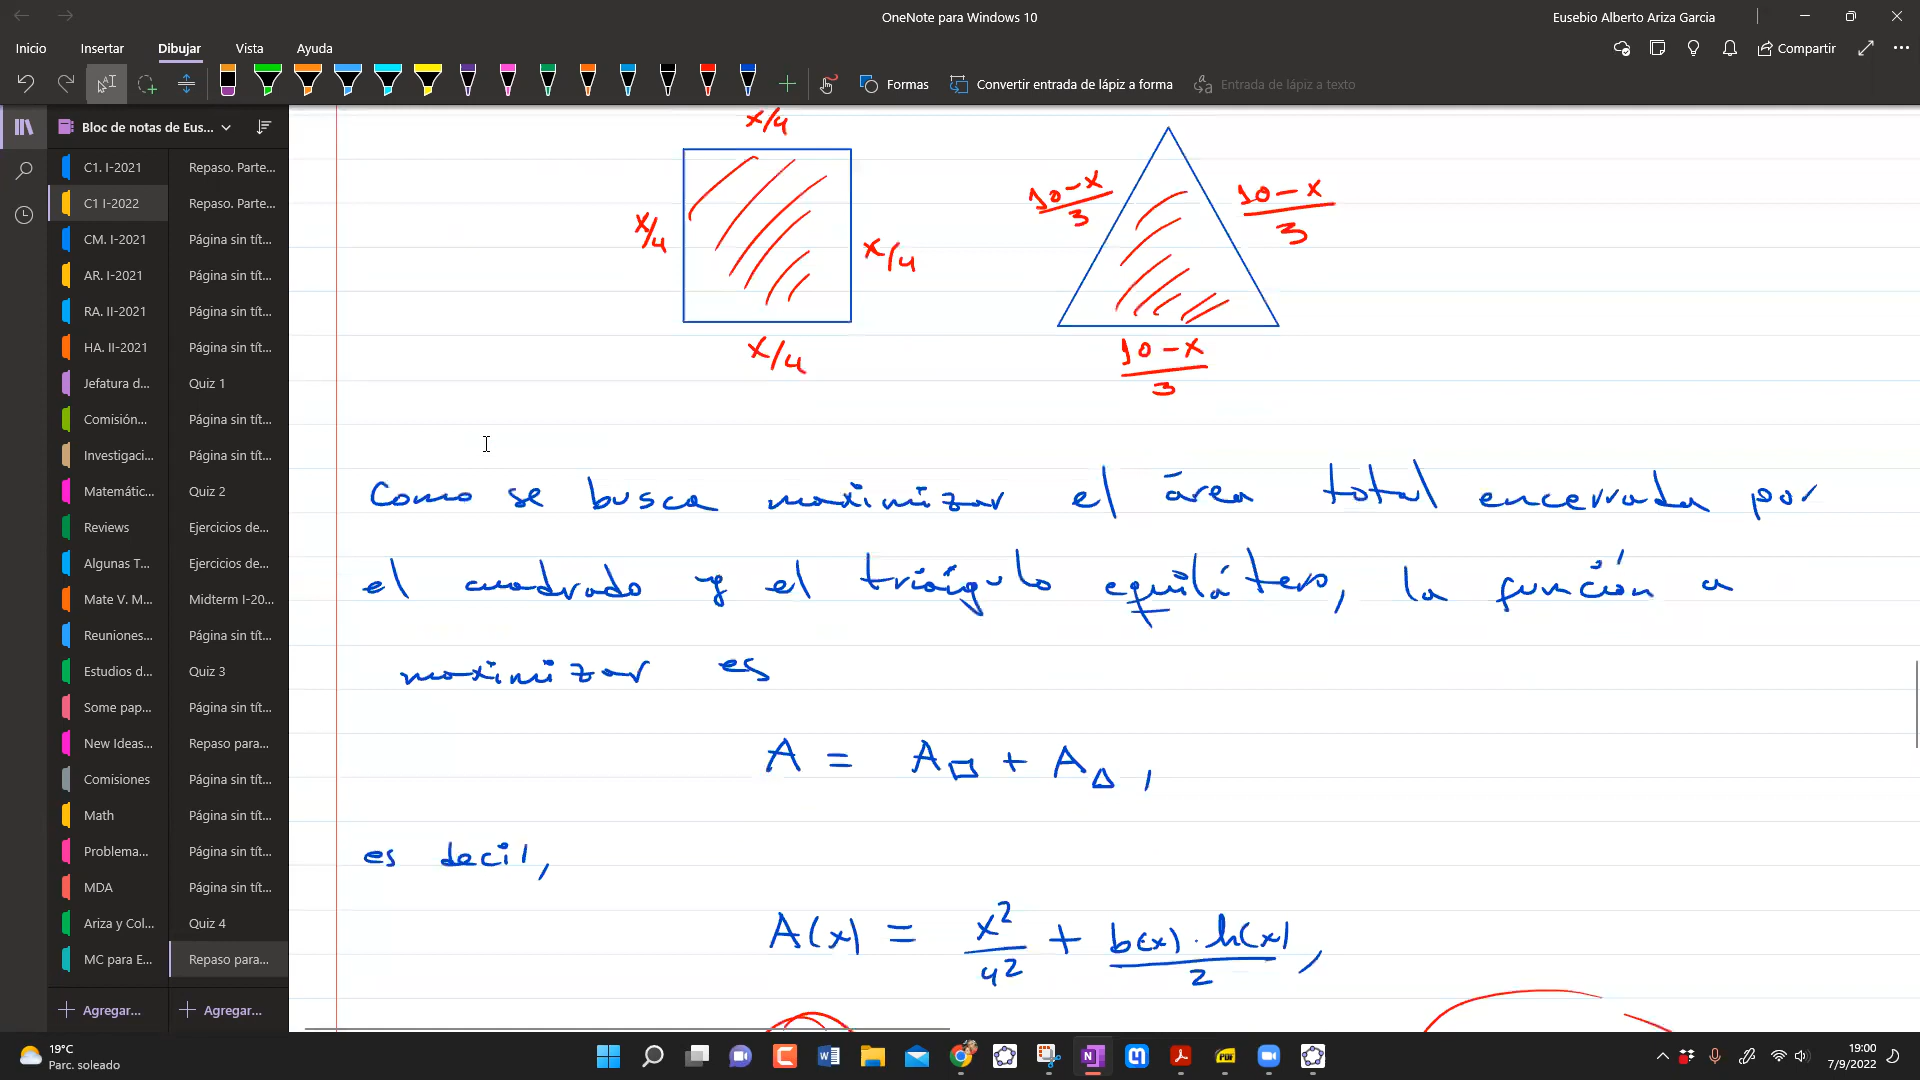 OneNote para Windows 10
Eusebio Alberto Ariza Garcia
Inicio Insertar Dibujar Vista Ayuda
Compartir
Formas Convertir entrada de lápiz a forma Entrada de lápiz a texto
Bloc de notas de Eus...
C1. I-2021 Repaso. Parte...
C1 I-2022 Repaso. Parte...
CM. I-2021 Página sin tít...
AR. I-2021 Página sin tít...
RA. II-2021 Página sin tít...
HA. II-2021 Página sin tít...
Jefatura d... Quiz 1
Comisión... Página sin tít...
Investigaci... Página sin tít...
Matemátic... Quiz 2
Reviews Ejercicios de...
Algunas T... Ejercicios de...
Mate V. M... Midterm I-20...
Reuniones... Página sin tít...
Estudios d... Quiz 3
Some pap... Página sin tít...
New Ideas... Repaso para...
Comisiones Página sin tít...
Math Página sin tít...
Problema... Página sin tít...
MDA Página sin tít...
Ariza y Col... Quiz 4
MC para E... Repaso para...
Agregar... Agregar...
x/4
x/4 x/4
x/4
10-x/3 10-x/3
10-x/3
Como se busca maximizar el área total encerrada por
el cuadrado y el triángulo equilátero, la función a
maximizar es
A = A□ + A△,
es decir,
A(x) = x²/4² + b(x)·h(x)/2,
19°C
Parc. soleado
19:00
7/9/2022